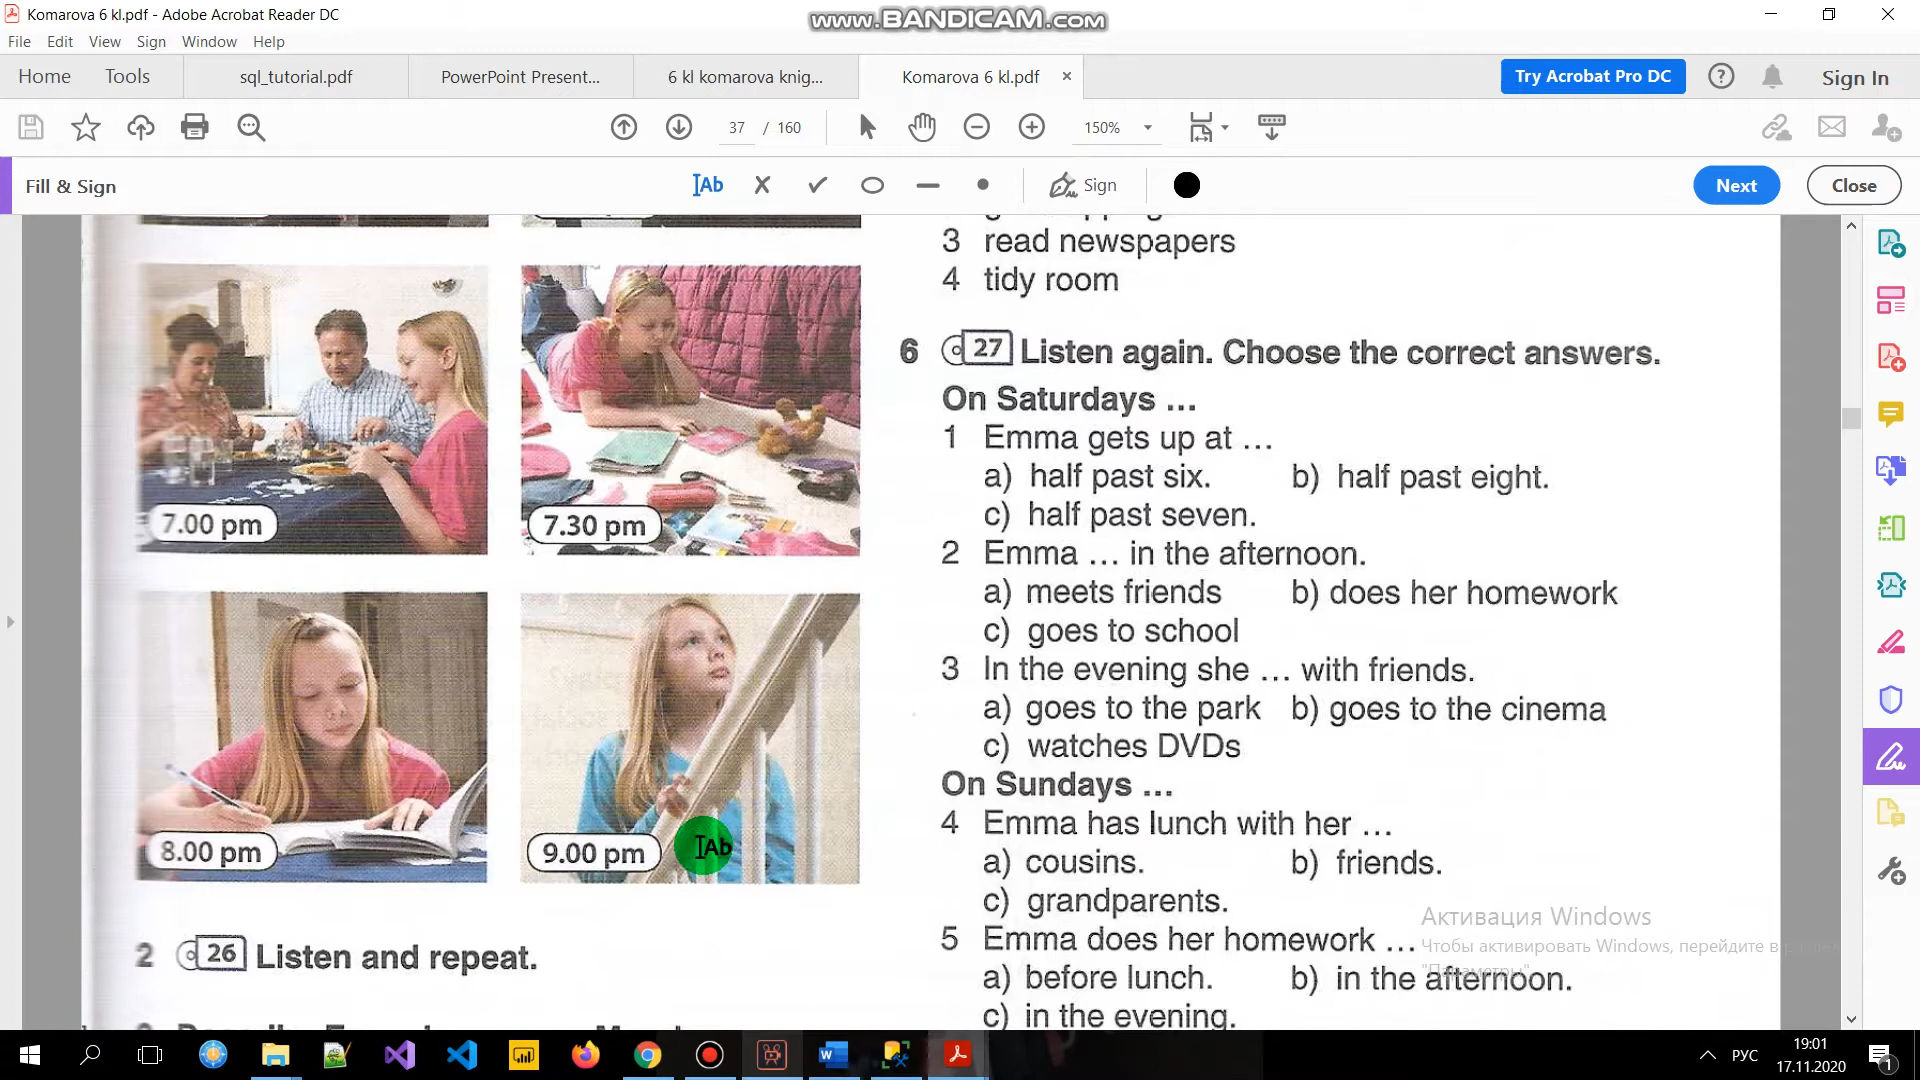 Komarova 6 kl.pdf - Adobe Acrobat Reader DC
www.BANDICAM.com
File Edit View Sign Window Help
Home Tools sql_tutorial.pdf PowerPoint Present... 6 kl komarova knig... Komarova 6 kl.pdf × Try Acrobat Pro DC Sign In
37 / 160 150%
Fill & Sign Ab Sign Next Close
3 read newspapers
4 tidy room
7.00 pm
7.30 pm
8.00 pm
9.00 pm
Ab
2 26 Listen and repeat.
6 27 Listen again. Choose the correct answers.
On Saturdays ...
1 Emma gets up at ...
a) half past six. b) half past eight.
c) half past seven.
2 Emma ... in the afternoon.
a) meets friends b) does her homework
c) goes to school
3 In the evening she ... with friends.
a) goes to the park b) goes to the cinema
c) watches DVDs
On Sundays ...
4 Emma has lunch with her ...
a) cousins. b) friends.
c) grandparents.
5 Emma does her homework ...
a) before lunch. b) in the afternoon.
c) in the evening.
Активация Windows
Чтобы активировать Windows, перейдите в раздел
"Параметры".
РУС
19:01
17.11.2020
1